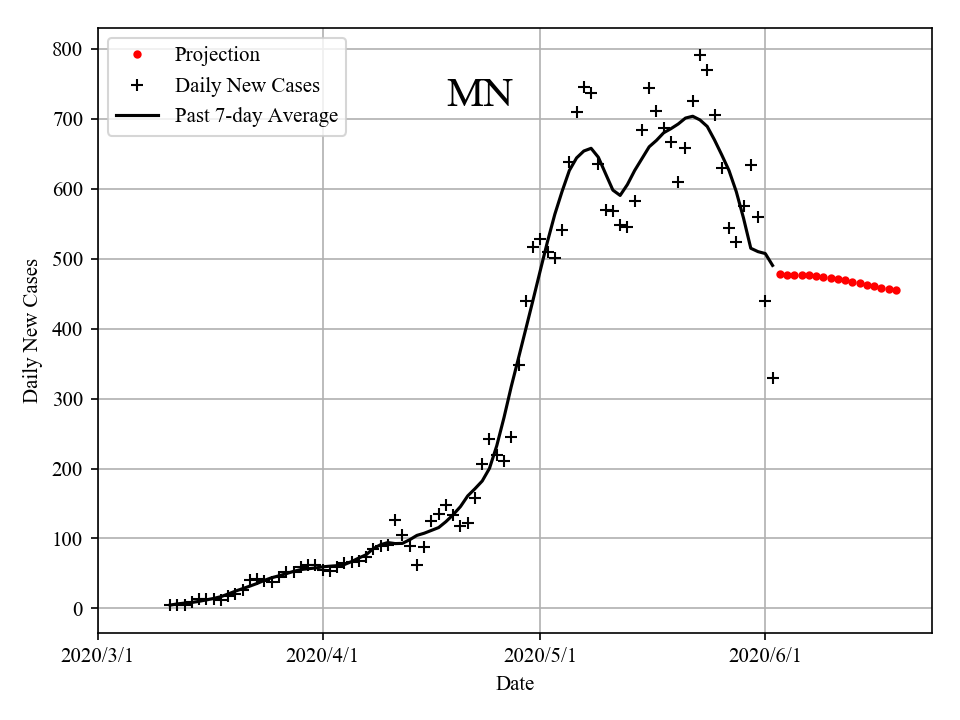 Projection
Daily New Cases
Past 7-day Average
MN
800
700
600
500
400
300
200
100
0
Daily New Cases
2020/3/1
2020/4/1
2020/5/1
2020/6/1
Date